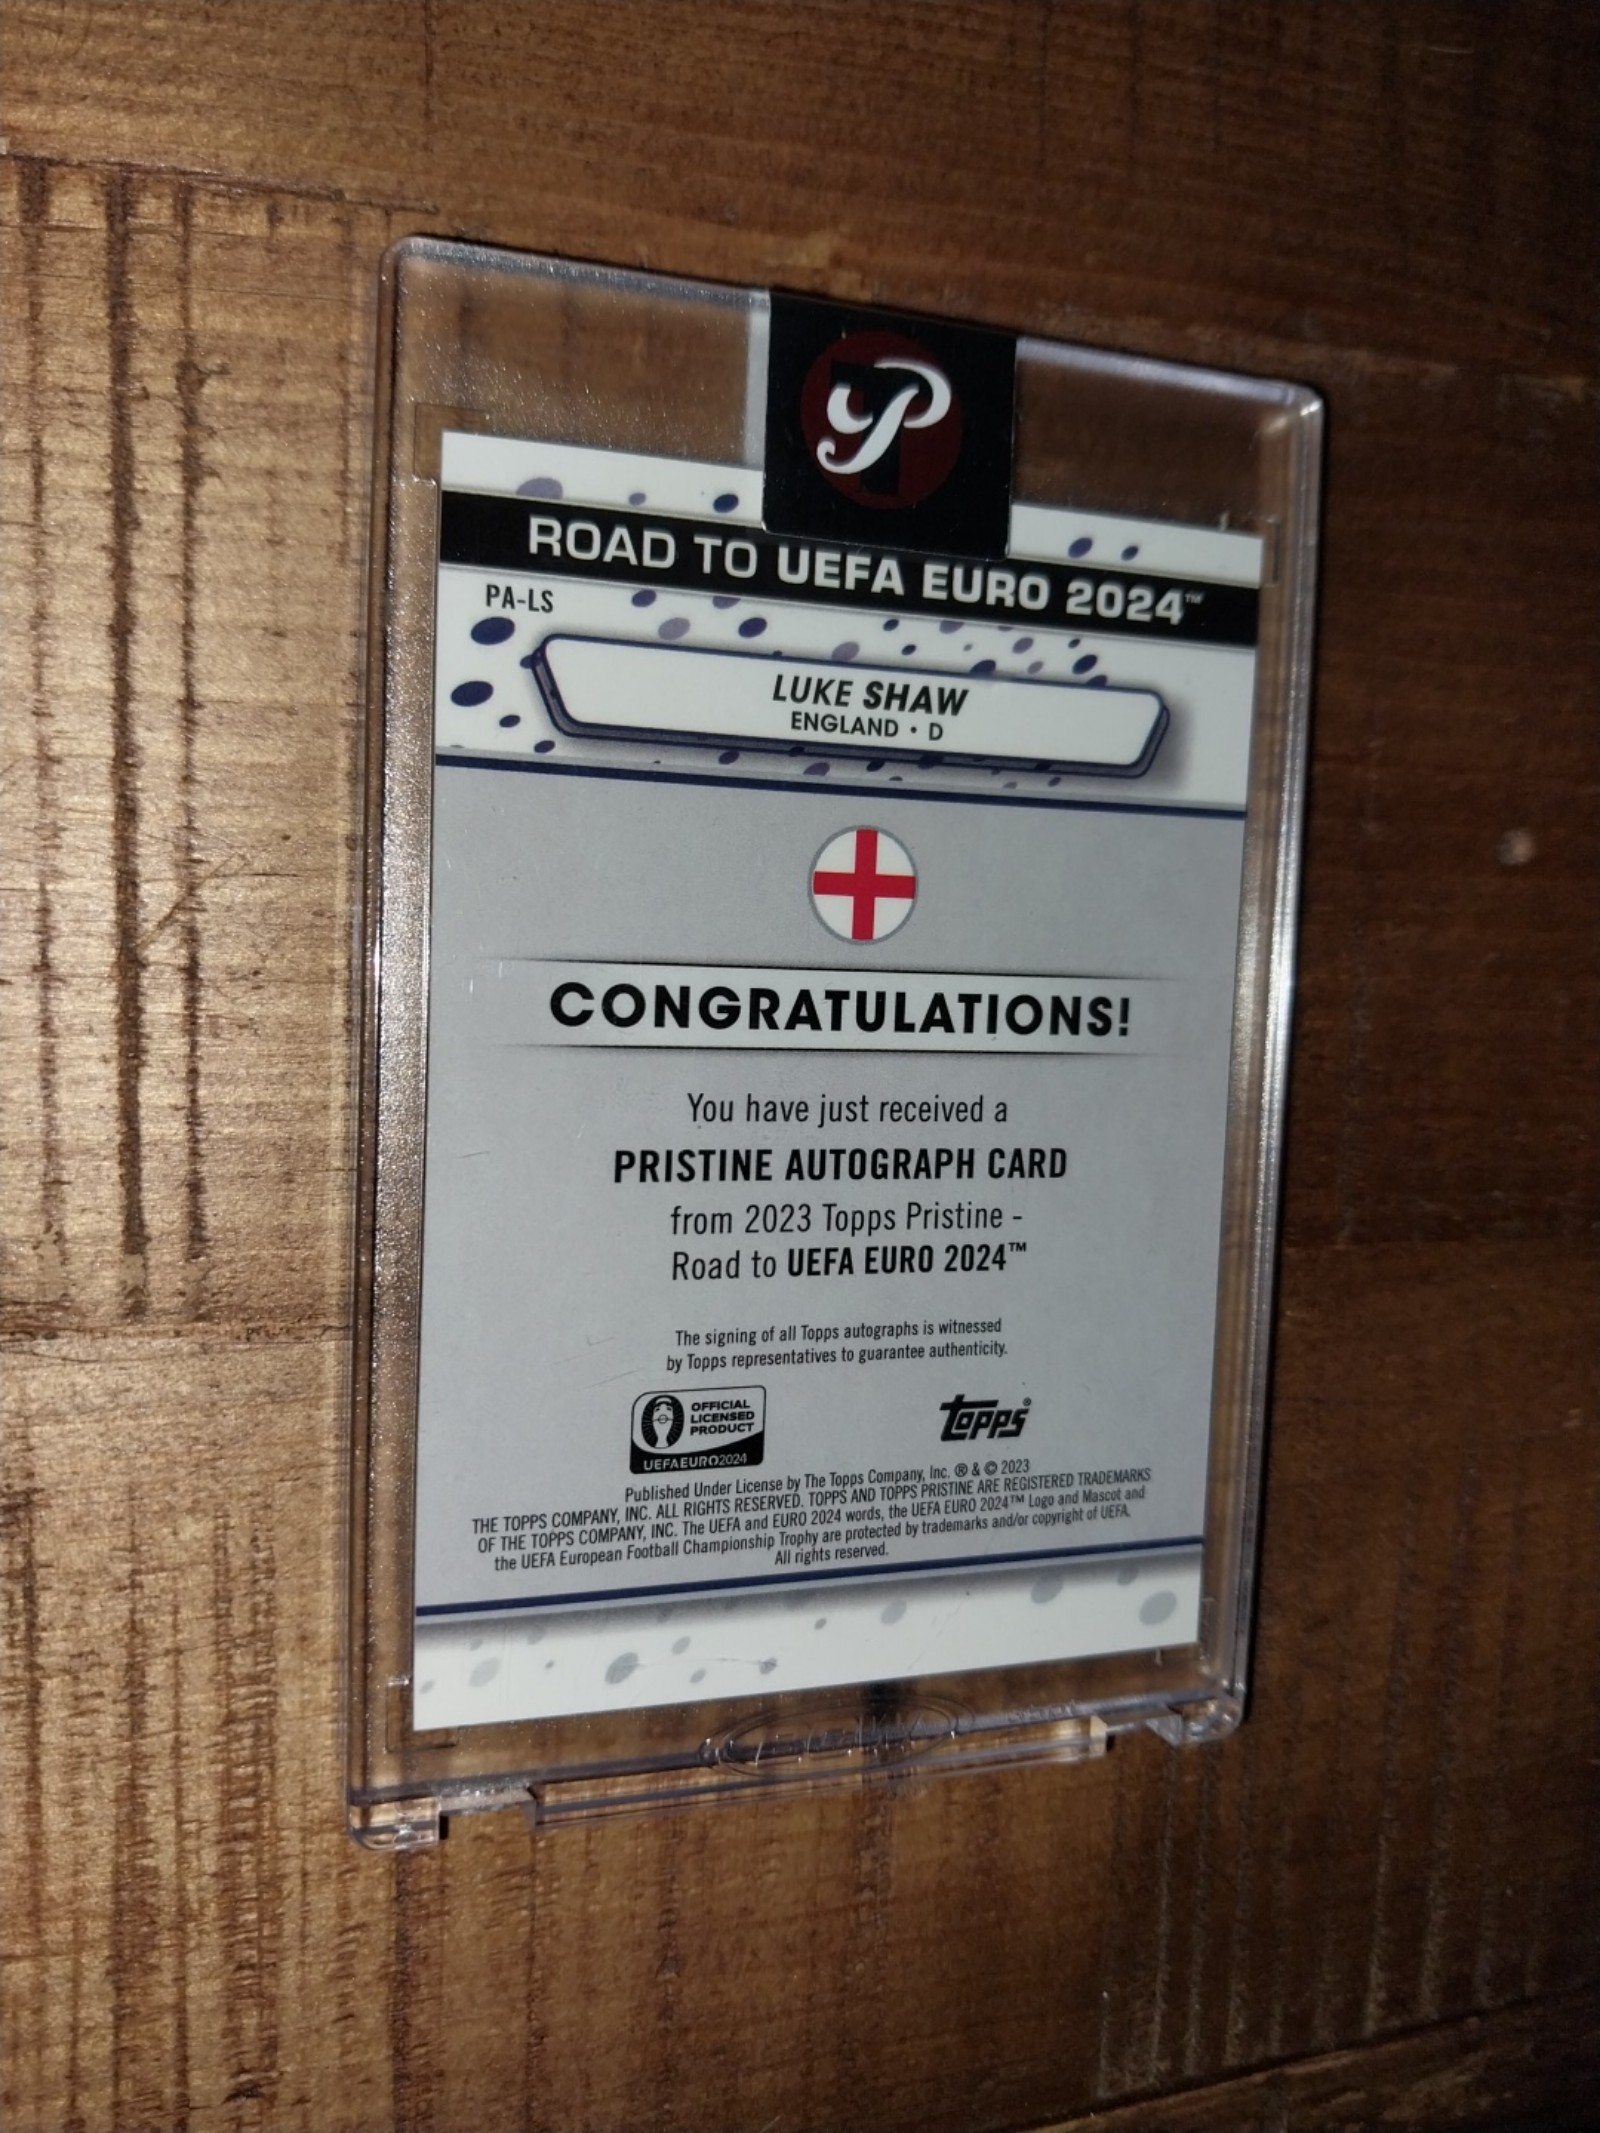 P
ROAD TO UEFA EURO 2024™
PA-LS
LUKE SHAW
ENGLAND • D
CONGRATULATIONS!
You have just received a
PRISTINE AUTOGRAPH CARD
from 2023 Topps Pristine -
Road to UEFA EURO 2024™
The signing of all Topps autographs is witnessed
by Topps representatives to guarantee authenticity.
OFFICIAL
LICENSED
PRODUCT
UEFAEURO2024
topps®
Published Under License by The Topps Company, Inc. ® & © 2023
THE TOPPS COMPANY, INC. ALL RIGHTS RESERVED. TOPPS AND TOPPS PRISTINE ARE REGISTERED TRADEMARKS
OF THE TOPPS COMPANY, INC. The UEFA and EURO 2024 words, the UEFA EURO 2024™ Logo and Mascot and
the UEFA European Football Championship Trophy are protected by trademarks and/or copyright of UEFA.
All rights reserved.